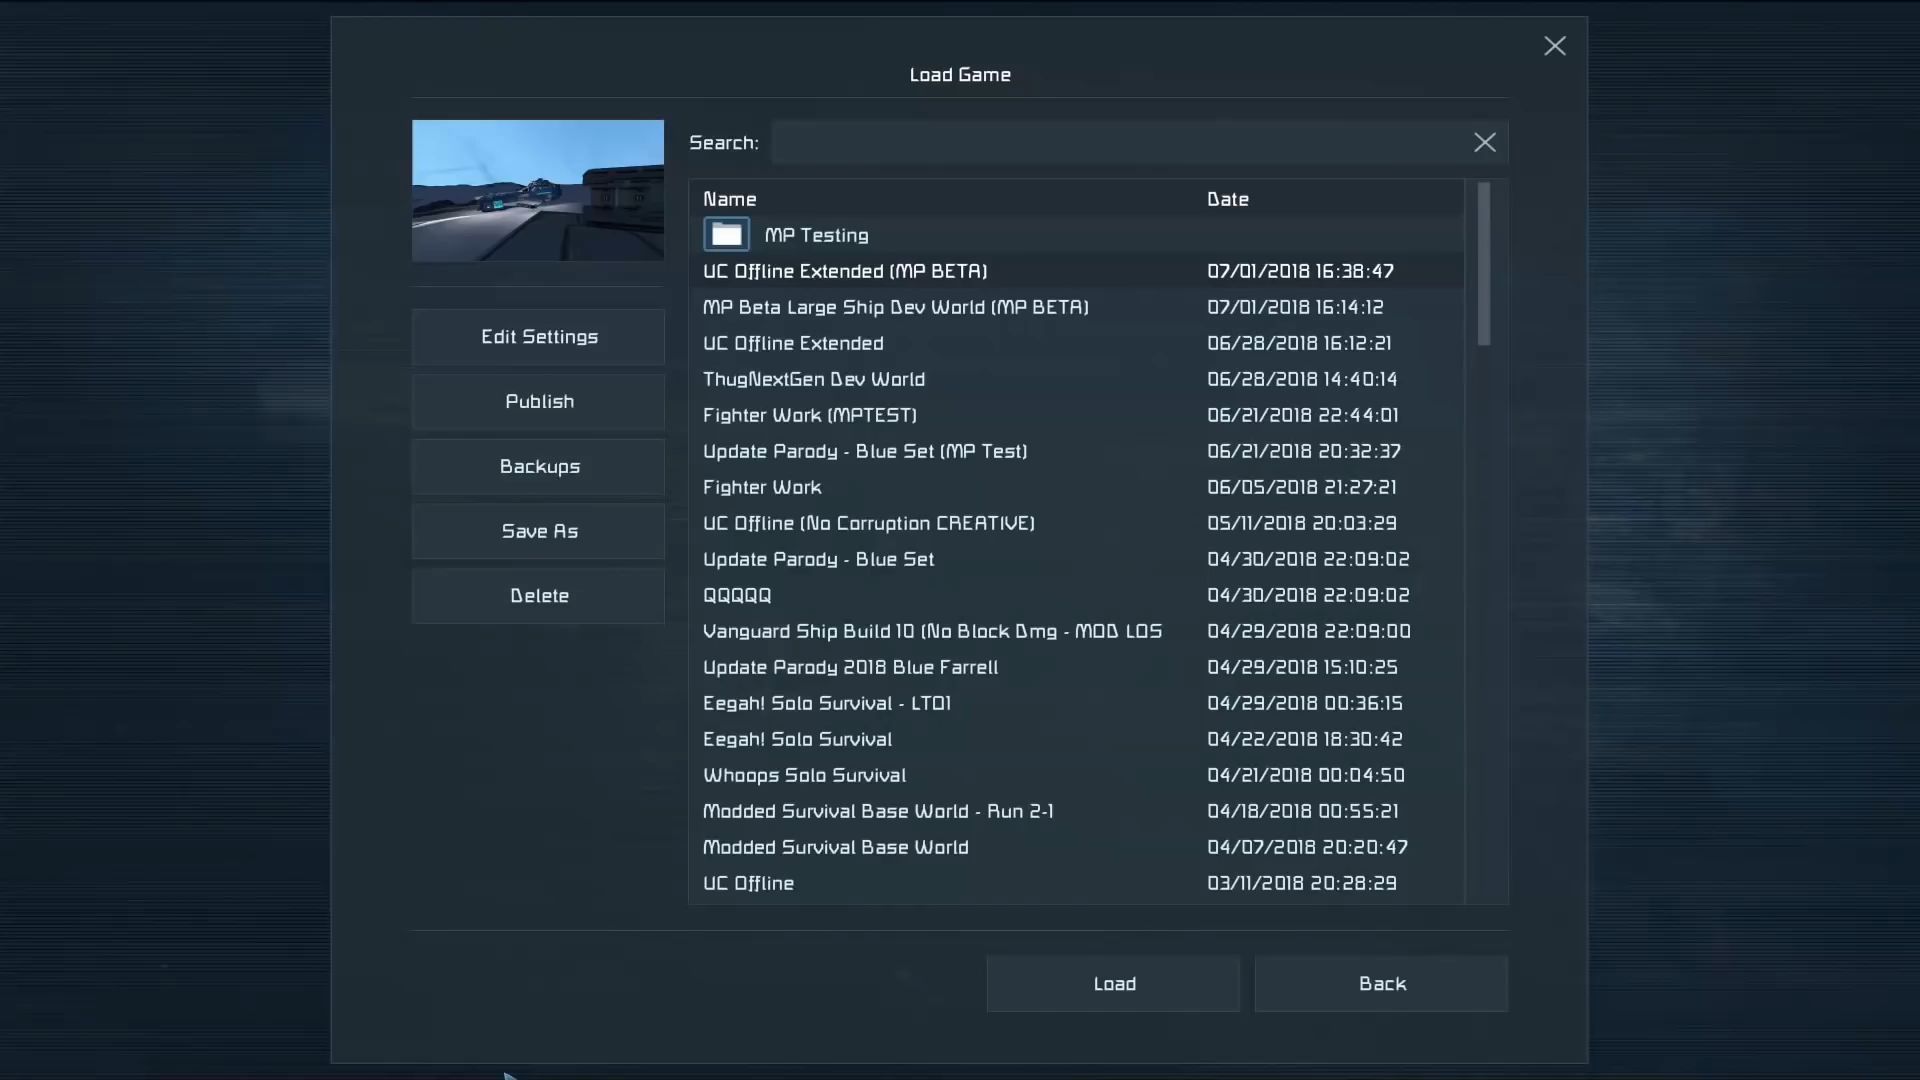 Load Game
Search:
Name Date
MP Testing
UC Offline Extended (MP BETA) 07/01/2018 16:38:47
MP Beta Large Ship Dev World (MP BETA) 07/01/2018 16:14:12
UC Offline Extended 06/28/2018 16:12:21
ThugNextGen Dev World 06/28/2018 14:40:14
Fighter Work (MPTEST) 06/21/2018 22:44:01
Update Parody - Blue Set (MP Test) 06/21/2018 20:32:37
Fighter Work 06/05/2018 21:27:21
UC Offline (No Corruption CREATIVE) 05/11/2018 20:03:29
Update Parody - Blue Set 04/30/2018 22:09:02
QQQQQ 04/30/2018 22:09:02
Vanguard Ship Build 10 (No Block Dmg - MOD LOS 04/29/2018 22:09:00
Update Parody 2018 Blue Farrell 04/29/2018 15:10:25
Eegah! Solo Survival - LT01 04/29/2018 00:36:15
Eegah! Solo Survival 04/22/2018 18:30:42
Whoops Solo Survival 04/21/2018 00:04:50
Modded Survival Base World - Run 2-1 04/18/2018 00:55:21
Modded Survival Base World 04/07/2018 20:20:47
UC Offline 03/11/2018 20:28:29
Edit Settings
Publish
Backups
Save As
Delete
Load
Back